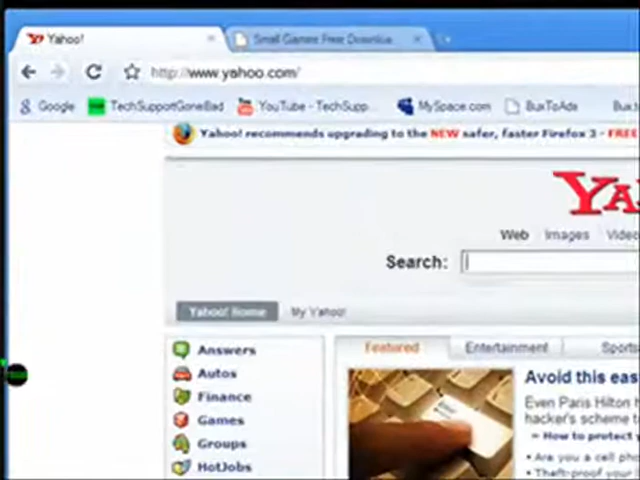 Yahoo!
Small Games Free Downloa
http://www.yahoo.com/
Google
TechSupportGoneBad
YouTube - TechSupp...
MySpace.com
BuxToAds
Bux
Yahoo! recommends upgrading to the NEW safer, faster Firefox 3 - FREE
YA
Web Images Video
Search:
Yahoo! Home My Yahoo!
Answers
Autos
Finance
Games
Groups
HotJobs
Featured Entertainment Sports
Avoid this eas
Even Paris Hilton h
hacker's scheme t
» How to protect y
• Are you a cell pho
• Theft-proof your